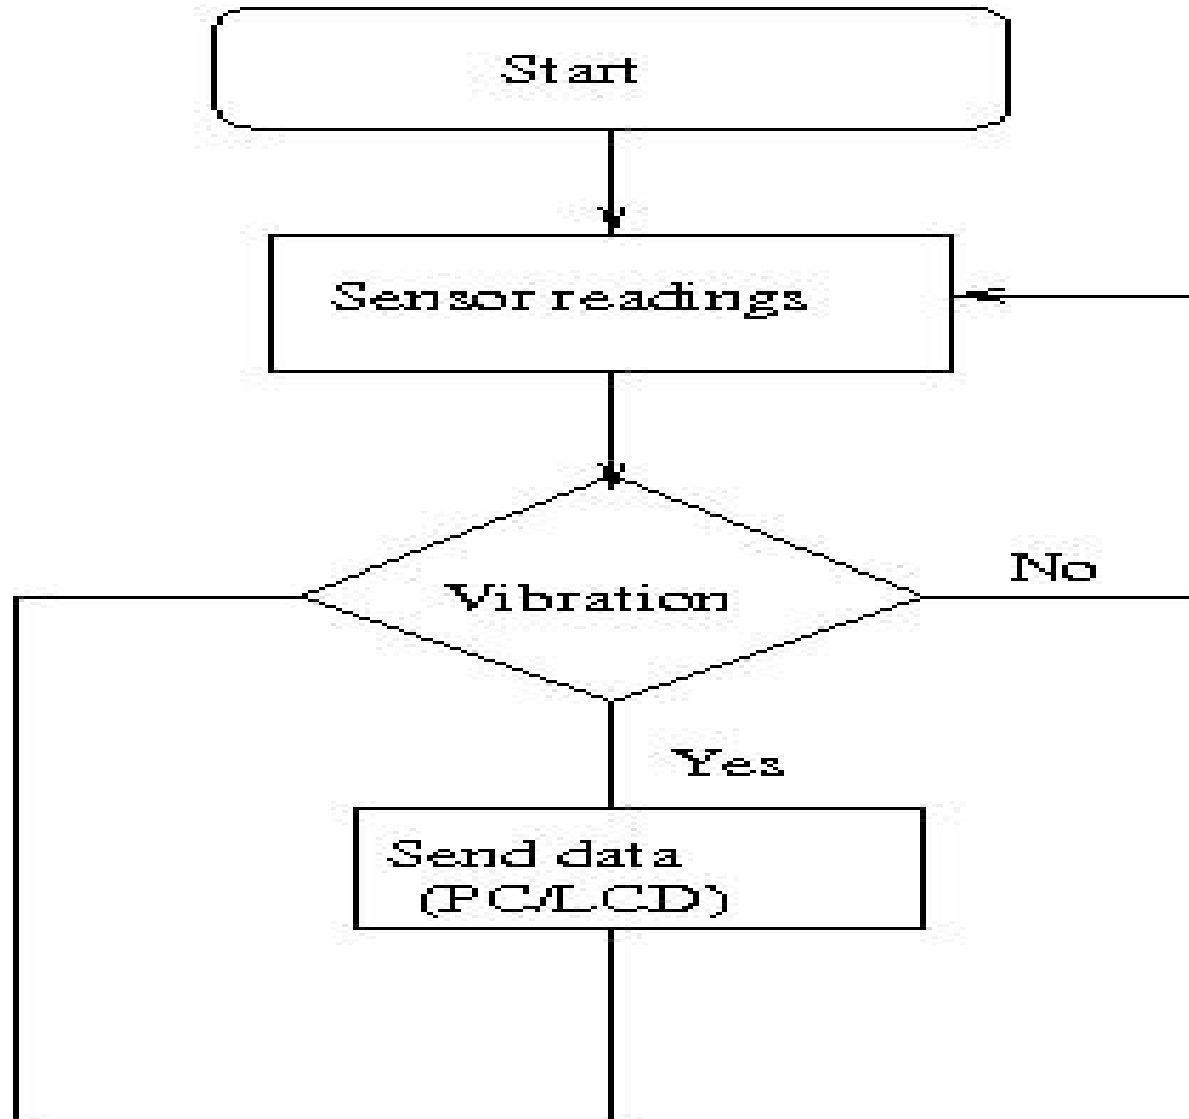 Start
Sensor readings
Vibration
No
Yes
Send data
(PC/LCD)